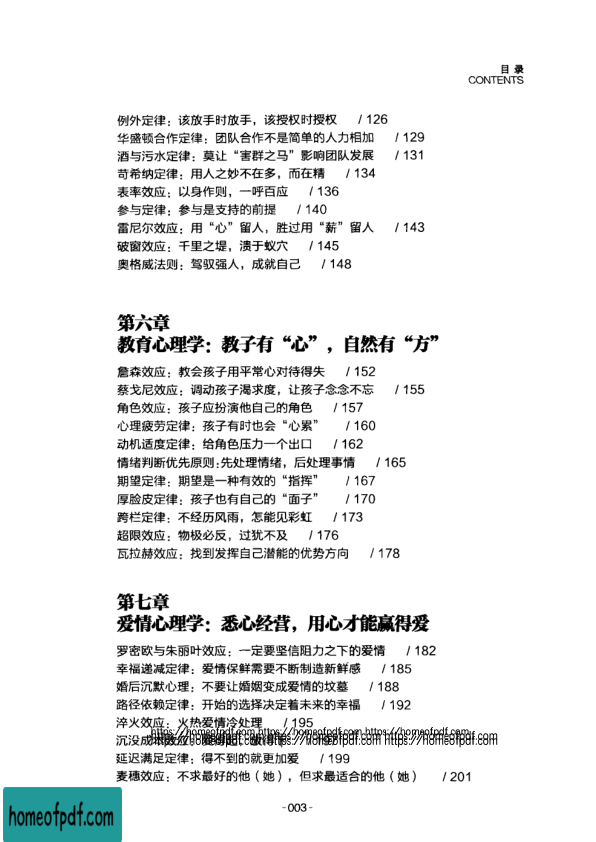 目 录
CONTENTS
例外定律：该放手时放手，该授权时授权 / 126
华盛顿合作定律：团队合作不是简单的人力相加 / 129
酒与污水定律：莫让“害群之马”影响团队发展 / 131
苛希纳定律：用人之妙不在多，而在精 / 134
表率效应：以身作则，一呼百应 / 136
参与定律：参与是支持的前提 / 140
雷尼尔效应：用“心”留人，胜过用“薪”留人 / 143
破窗效应：千里之堤，溃于蚁穴 / 145
奥格威法则：驾驭强人，成就自己 / 148
第六章
教育心理学：教子有“心”，自然有“方”
詹森效应：教会孩子用平常心对待得失 / 152
蔡戈尼效应：调动孩子渴求度，让孩子念念不忘 / 155
角色效应：孩子应扮演他自己的角色 / 157
心理疲劳定律：孩子有时也会“心累” / 160
动机适度定律：给角色压力一个出口 / 162
情绪判断优先原则：先处理情绪，后处理事情 / 165
期望定律：期望是一种有效的“指挥” / 167
厚脸皮定律：孩子也有自己的“面子” / 170
跨栏定律：不经历风雨，怎能见彩虹 / 173
超限效应：物极必反，过犹不及 / 176
瓦拉赫效应：找到发挥自己潜能的优势方向 / 178
第七章
爱情心理学：悉心经营，用心才能赢得爱
罗密欧与朱丽叶效应：一定要坚信阻力之下的爱情 / 182
幸福递减定律：爱情保鲜需要不断制造新鲜感 / 185
婚后沉默心理：不要让婚姻变成爱情的坟墓 / 188
路径依赖定律：开始的选择决定着未来的幸福 / 192
淬火效应：火热爱情冷处理 / 195
https://homeofpdf.com https://homeofpdf.com https://homeofpdf.com
沉没成本效应：
https://homeofpdf.com https://homeofpdf.com https://homeofpdf.com
延迟满足定律：得不到的就更加爱 / 199
麦穗效应：不求最好的他（她），但求最适合的他（她） / 201
-003-
homeofpdf.com